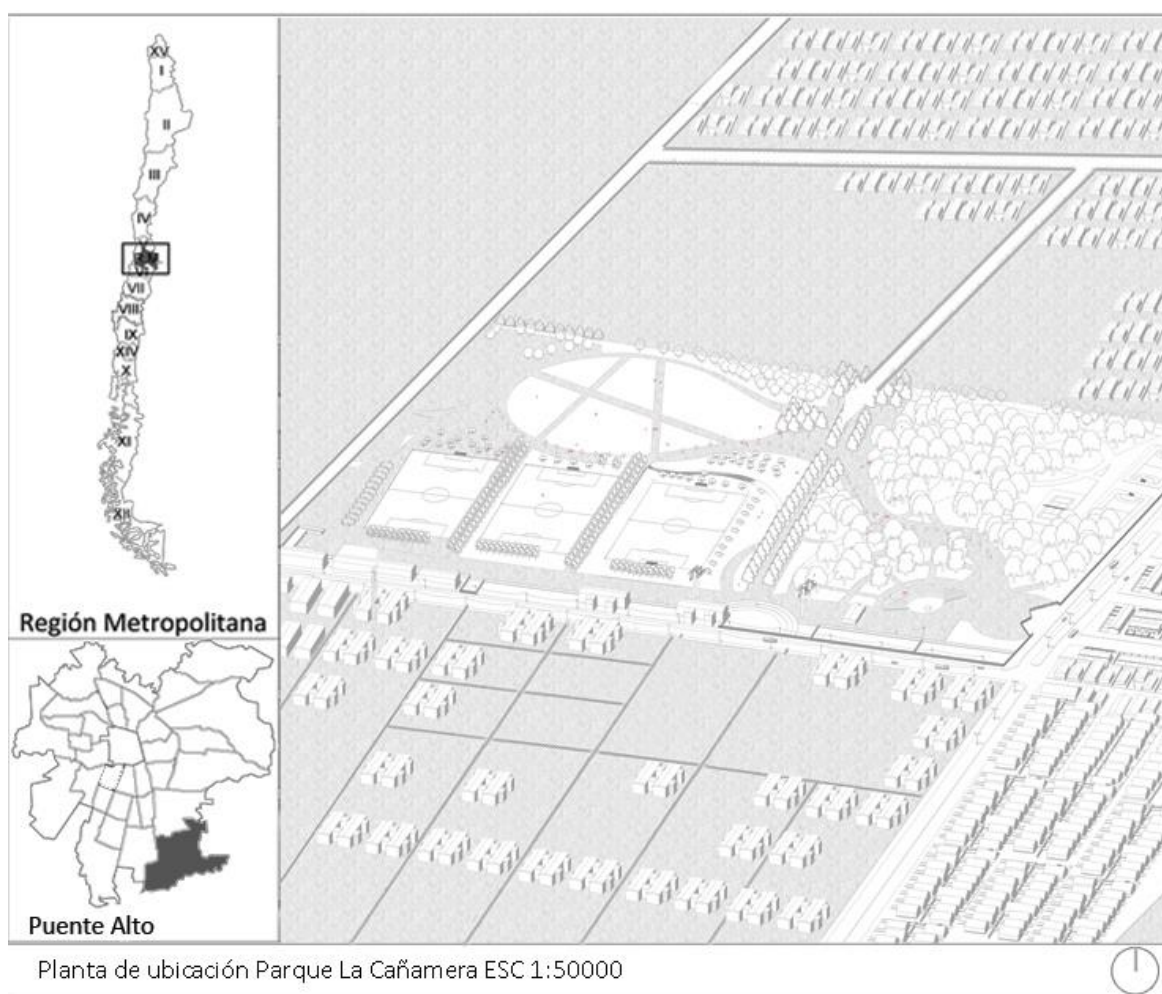 XV
I
II
III
IV
V
VI
VII
VIII
IX
XIV
X
XI
XII
Región Metropolitana
Puente Alto
Planta de ubicación Parque La Cañamera ESC 1:50000